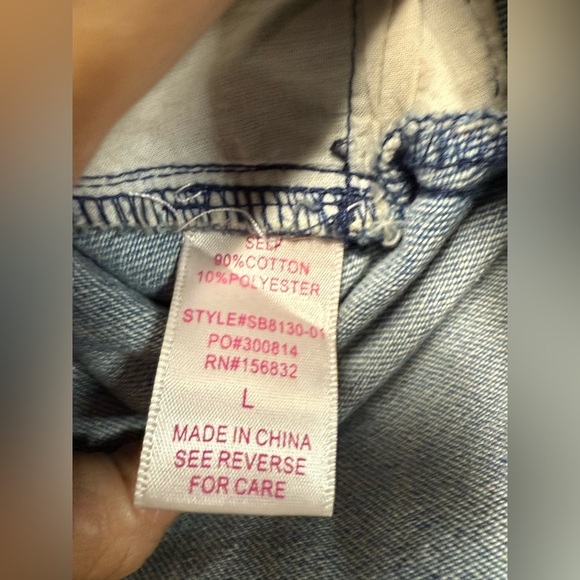 SELF
90%COTTON
10%POLYESTER
STYLE#SB8130-01
PO#300814
RN#156832
L
MADE IN CHINA
SEE REVERSE
FOR CARE